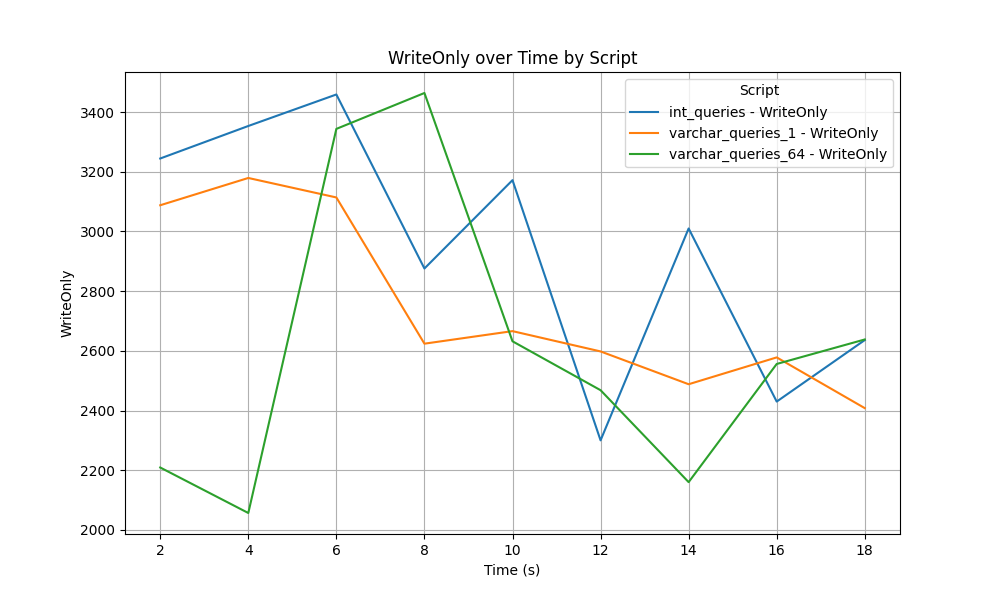 WriteOnly over Time by Script
Script
int_queries - WriteOnly
varchar_queries_1 - WriteOnly
varchar_queries_64 - WriteOnly
WriteOnly
3400
3200
3000
2800
2600
2400
2200
2000
2 4 6 8 10 12 14 16 18
Time (s)